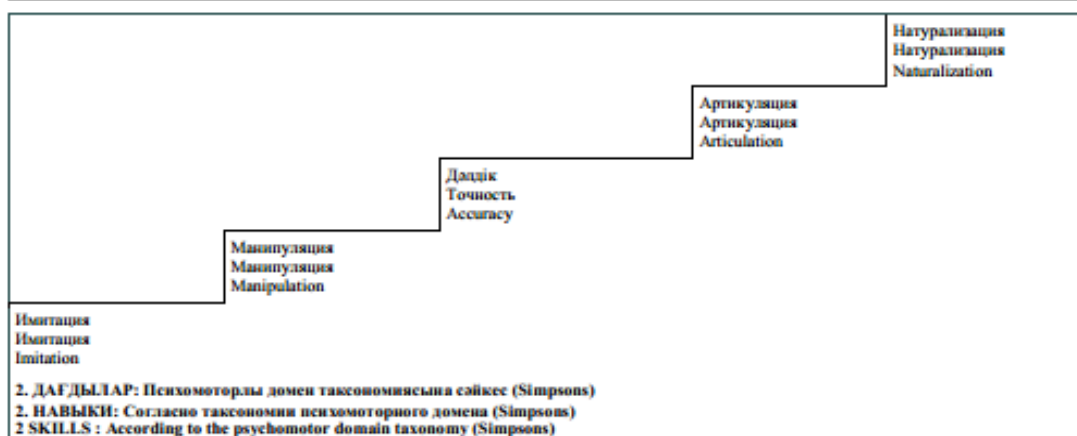 Натурализация
Натурализация
Naturalization
Артикуляция
Артикуляция
Articulation
Дәлдік
Точность
Accuracy
Манипуляция
Манипуляция
Manipulation
Имитация
Имитация
Imitation
2. ДАҒДЫЛАР: Психомоторлы домен таксономиясына сәйкес (Simpsons)
2. НАВЫКИ: Согласно таксономии психомоторного домена (Simpsons)
2 SKILLS : According to the psychomotor domain taxonomy (Simpsons)